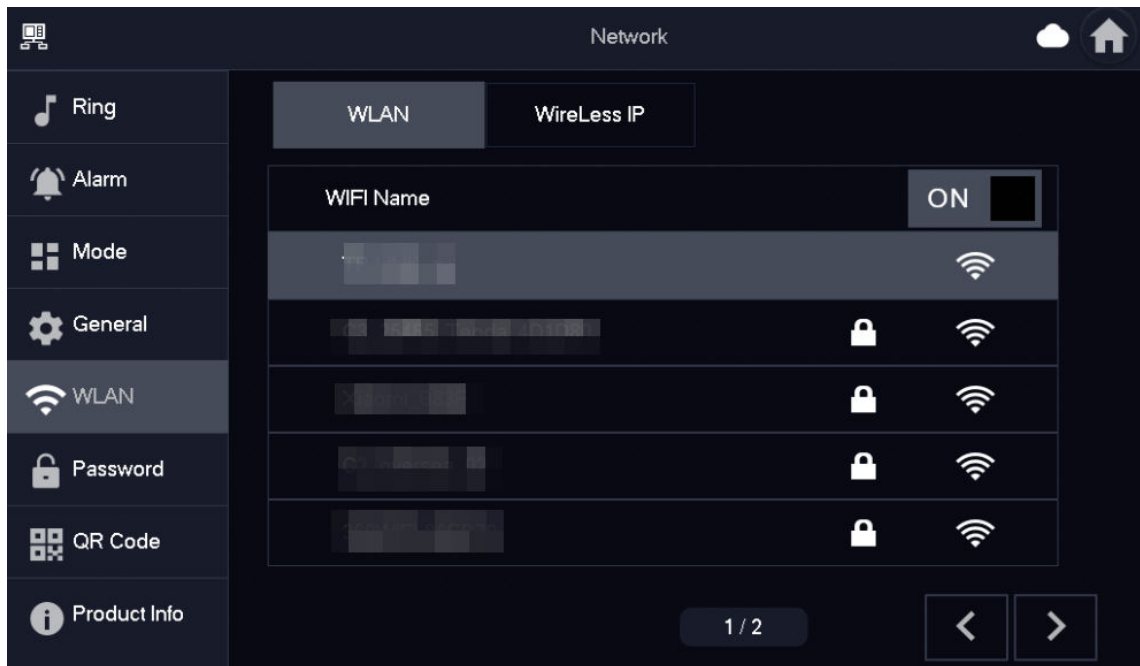 Network
Ring
WLAN
WireLess IP
Alarm
WIFI Name
ON
Mode
General
WLAN
Password
QR Code
Product Info
1 / 2